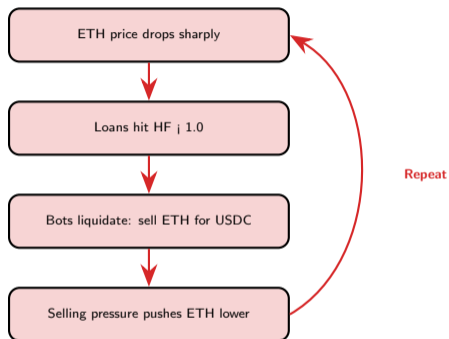 ETH price drops sharply
Loans hit HF ¡ 1.0
Bots liquidate: sell ETH for USDC
Repeat
Selling pressure pushes ETH lower